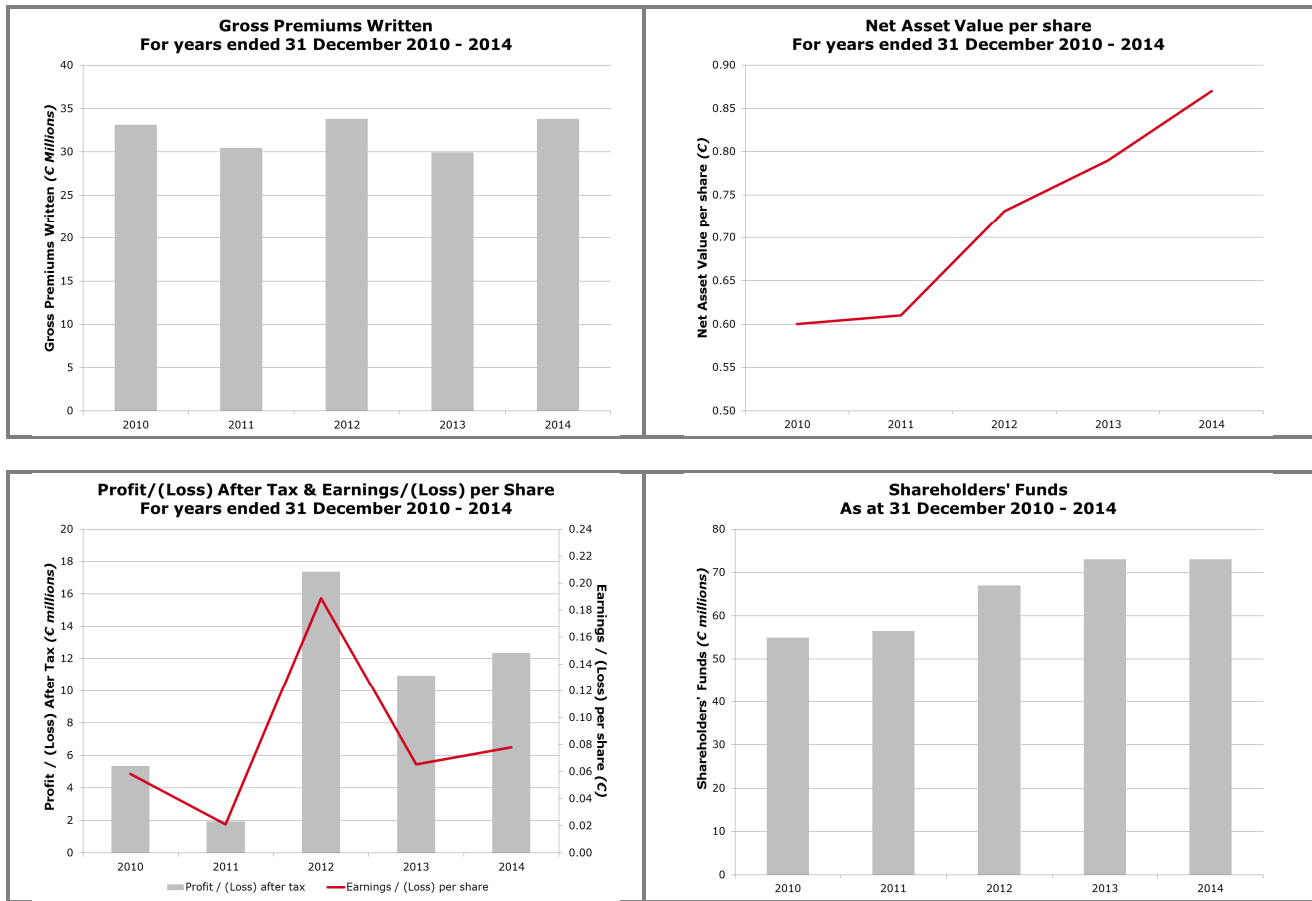 Gross Premiums Written
For years ended 31 December 2010 - 2014
Gross Premiums Written (€ Millions)
40
35
30
25
20
15
10
5
0
2010 2011 2012 2013 2014
Net Asset Value per share
For years ended 31 December 2010 - 2014
Net Asset Value per share (€)
0.90
0.85
0.80
0.75
0.70
0.65
0.60
0.55
0.50
2010 2011 2012 2013 2014
Profit/(Loss) After Tax & Earnings/(Loss) per Share
For years ended 31 December 2010 - 2014
Profit / (Loss) After Tax (€ millions)
20
18
16
14
12
10
8
6
4
2
0
0.24
0.22
0.20
0.18
0.16
0.14
0.12
0.10
0.08
0.06
0.04
0.02
0.00
Earnings / (Loss) per share (€)
2010 2011 2012 2013 2014
Profit / (Loss) after tax Earnings / (Loss) per share
Shareholders' Funds
As at 31 December 2010 - 2014
Shareholders' Funds (€ millions)
80
70
60
50
40
30
20
10
0
2010 2011 2012 2013 2014